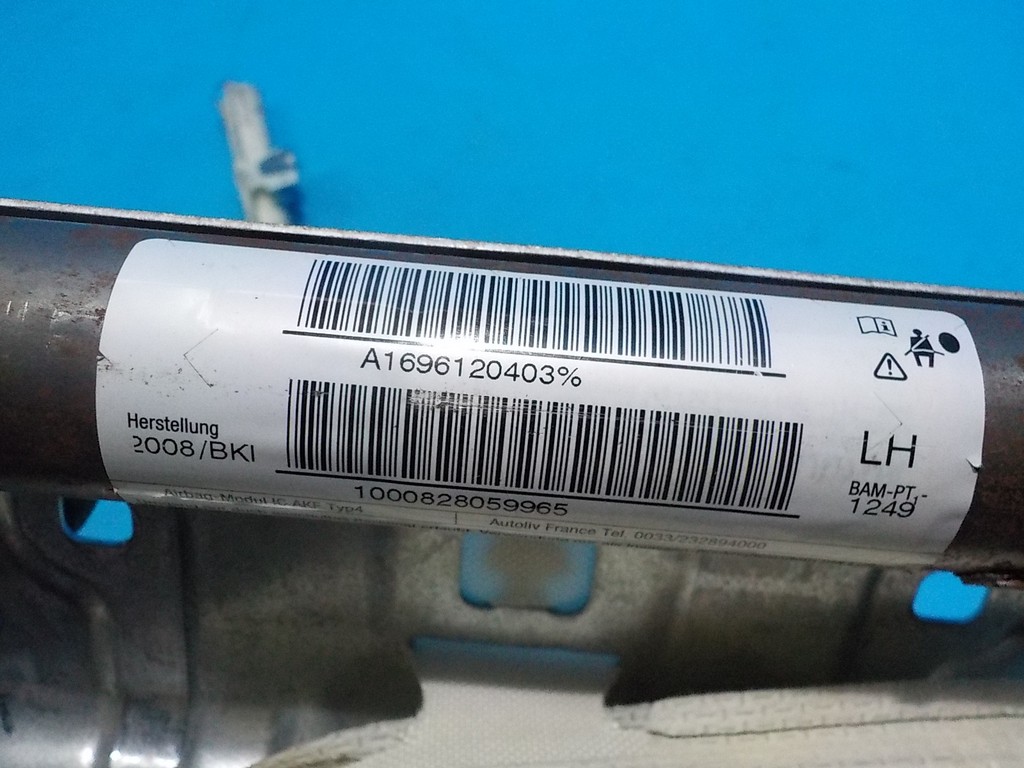 A1696120403%
Herstellung
2008/BKI
1000828059965
LH
BAM-PT,-
1249
Airbag-Modul IC AKE Typ4
Autoliv France Tel. 0033/232894000